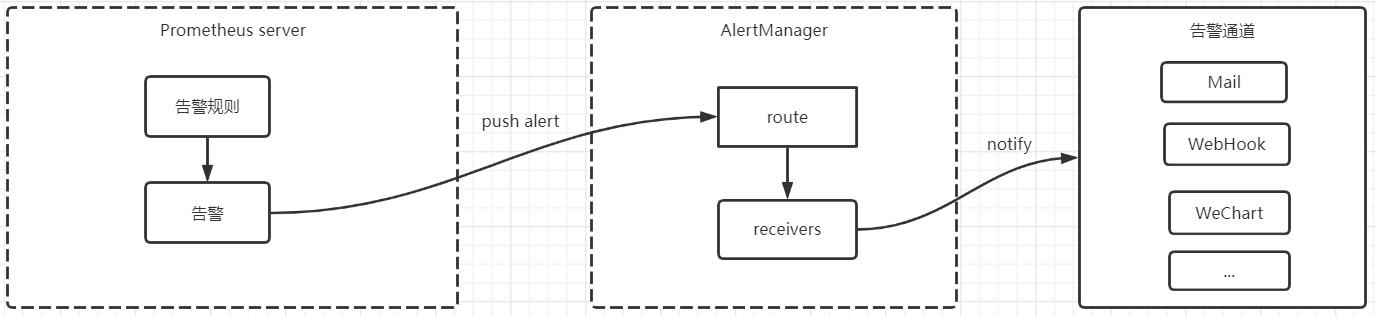 Prometheus server
告警规则
告警
push alert
AlertManager
route
receivers
notify
告警通道
Mail
WebHook
WeChart
...